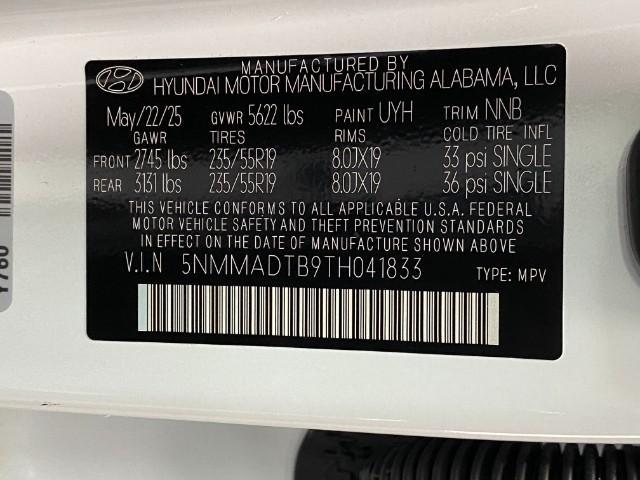 MANUFACTURED BY
HYUNDAI MOTOR MANUFACTURING ALABAMA, LLC
May/22/25 GVWR 5622 lbs PAINT UYH TRIM NNB
GAWR TIRES RIMS COLD TIRE INFL
FRONT 2745 lbs 235/55R19 8.0JX19 33 psi SINGLE
REAR 3131 lbs 235/55R19 8.0JX19 36 psi SINGLE
THIS VEHICLE CONFORMS TO ALL APPLICABLE U.S.A. FEDERAL
MOTOR VEHICLE SAFETY AND THEFT PREVENTION STANDARDS
IN EFFECT ON THE DATE OF MANUFACTURE SHOWN ABOVE.
V.I.N 5NMMADTB9TH041833 TYPE: MPV